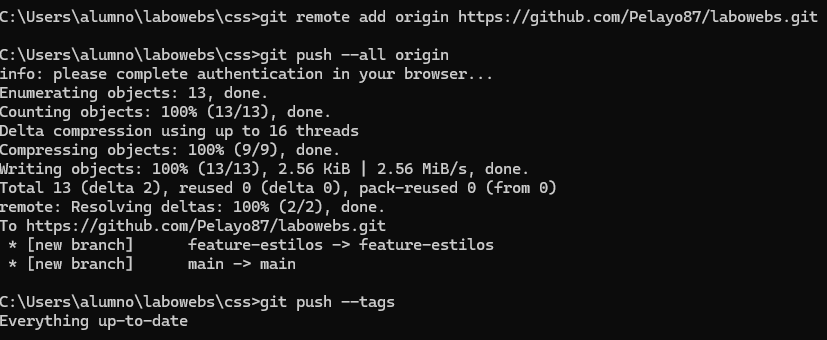 C:\Users\alumno\labowebs\css>git remote add origin https://github.com/Pelayo87/labowebs.git
C:\Users\alumno\labowebs\css>git push --all origin
info: please complete authentication in your browser...
Enumerating objects: 13, done.
Counting objects: 100% (13/13), done.
Delta compression using up to 16 threads
Compressing objects: 100% (9/9), done.
Writing objects: 100% (13/13), 2.56 KiB | 2.56 MiB/s, done.
Total 13 (delta 2), reused 0 (delta 0), pack-reused 0 (from 0)
remote: Resolving deltas: 100% (2/2), done.
To https://github.com/Pelayo87/labowebs.git
 * [new branch]      feature-estilos -> feature-estilos
 * [new branch]      main -> main
C:\Users\alumno\labowebs\css>git push --tags
Everything up-to-date